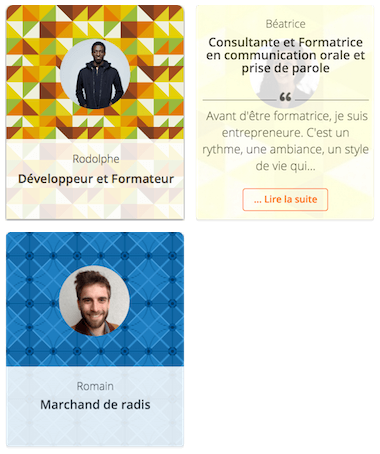 Rodolphe
Développeur et Formateur
Béatrice
Consultante et Formatrice
en communication orale et
prise de parole
“
Avant d'être formatrice, je suis
entrepreneure. C'est un
rythme, une ambiance, un style
de vie qui...
... Lire la suite
Romain
Marchand de radis